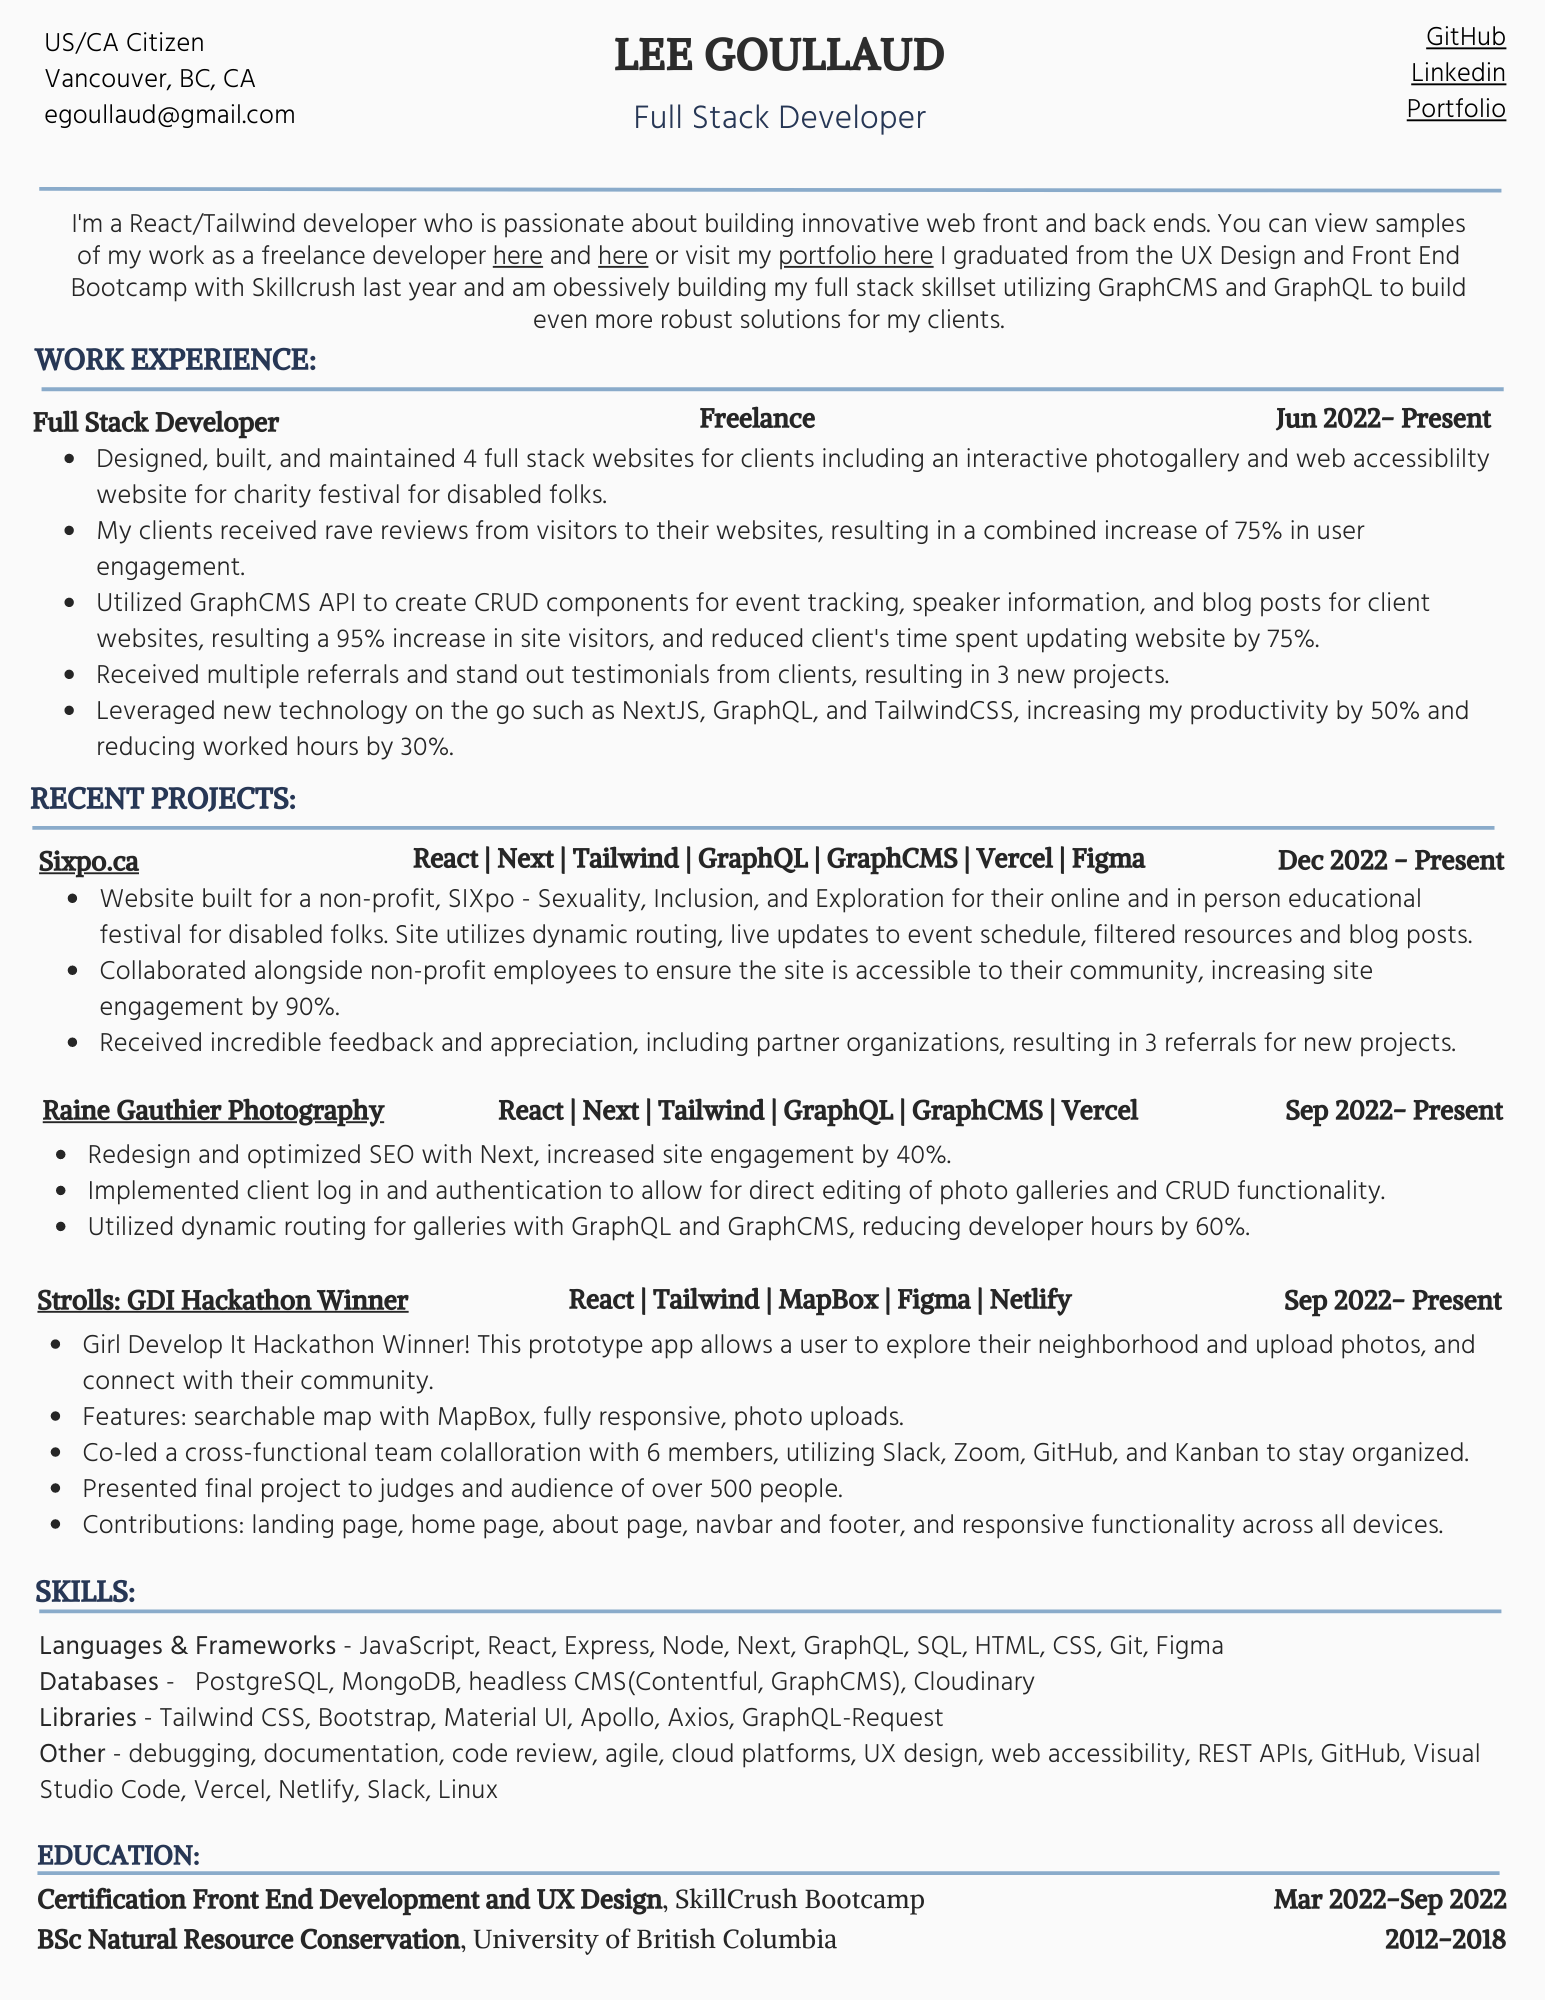 US/CA Citizen
Vancouver, BC, CA
egoullaud@gmail.com
LEE GOULLAUD
Full Stack Developer
GitHub
Linkedin
Portfolio
I'm a React/Tailwind developer who is passionate about building innovative web front and back ends. You can view samples
of my work as a freelance developer here and here or visit my portfolio here I graduated from the UX Design and Front End
Bootcamp with Skillcrush last year and am obessively building my full stack skillset utilizing GraphCMS and GraphQL to build
even more robust solutions for my clients.
WORK EXPERIENCE:
Full Stack Developer Freelance Jun 2022– Present
• Designed, built, and maintained 4 full stack websites for clients including an interactive photogallery and web accessiblilty
website for charity festival for disabled folks.
• My clients received rave reviews from visitors to their websites, resulting in a combined increase of 75% in user
engagement.
• Utilized GraphCMS API to create CRUD components for event tracking, speaker information, and blog posts for client
websites, resulting a 95% increase in site visitors, and reduced client's time spent updating website by 75%.
• Received multiple referrals and stand out testimonials from clients, resulting in 3 new projects.
• Leveraged new technology on the go such as NextJS, GraphQL, and TailwindCSS, increasing my productivity by 50% and
reducing worked hours by 30%.
RECENT PROJECTS:
Sixpo.ca React | Next | Tailwind | GraphQL | GraphCMS | Vercel | Figma Dec 2022 – Present
• Website built for a non-profit, SIXpo - Sexuality, Inclusion, and Exploration for their online and in person educational
festival for disabled folks. Site utilizes dynamic routing, live updates to event schedule, filtered resources and blog posts.
• Collaborated alongside non-profit employees to ensure the site is accessible to their community, increasing site
engagement by 90%.
• Received incredible feedback and appreciation, including partner organizations, resulting in 3 referrals for new projects.
Raine Gauthier Photography React | Next | Tailwind | GraphQL | GraphCMS | Vercel Sep 2022– Present
• Redesign and optimized SEO with Next, increased site engagement by 40%.
• Implemented client log in and authentication to allow for direct editing of photo galleries and CRUD functionality.
• Utilized dynamic routing for galleries with GraphQL and GraphCMS, reducing developer hours by 60%.
Strolls: GDI Hackathon Winner React | Tailwind | MapBox | Figma | Netlify Sep 2022– Present
• Girl Develop It Hackathon Winner! This prototype app allows a user to explore their neighborhood and upload photos, and
connect with their community.
• Features: searchable map with MapBox, fully responsive, photo uploads.
• Co-led a cross-functional team colalloration with 6 members, utilizing Slack, Zoom, GitHub, and Kanban to stay organized.
• Presented final project to judges and audience of over 500 people.
• Contributions: landing page, home page, about page, navbar and footer, and responsive functionality across all devices.
SKILLS:
Languages & Frameworks - JavaScript, React, Express, Node, Next, GraphQL, SQL, HTML, CSS, Git, Figma
Databases - PostgreSQL, MongoDB, headless CMS(Contentful, GraphCMS), Cloudinary
Libraries - Tailwind CSS, Bootstrap, Material UI, Apollo, Axios, GraphQL-Request
Other - debugging, documentation, code review, agile, cloud platforms, UX design, web accessibility, REST APIs, GitHub, Visual
Studio Code, Vercel, Netlify, Slack, Linux
EDUCATION:
Certification Front End Development and UX Design, SkillCrush Bootcamp Mar 2022–Sep 2022
BSc Natural Resource Conservation, University of British Columbia 2012–2018